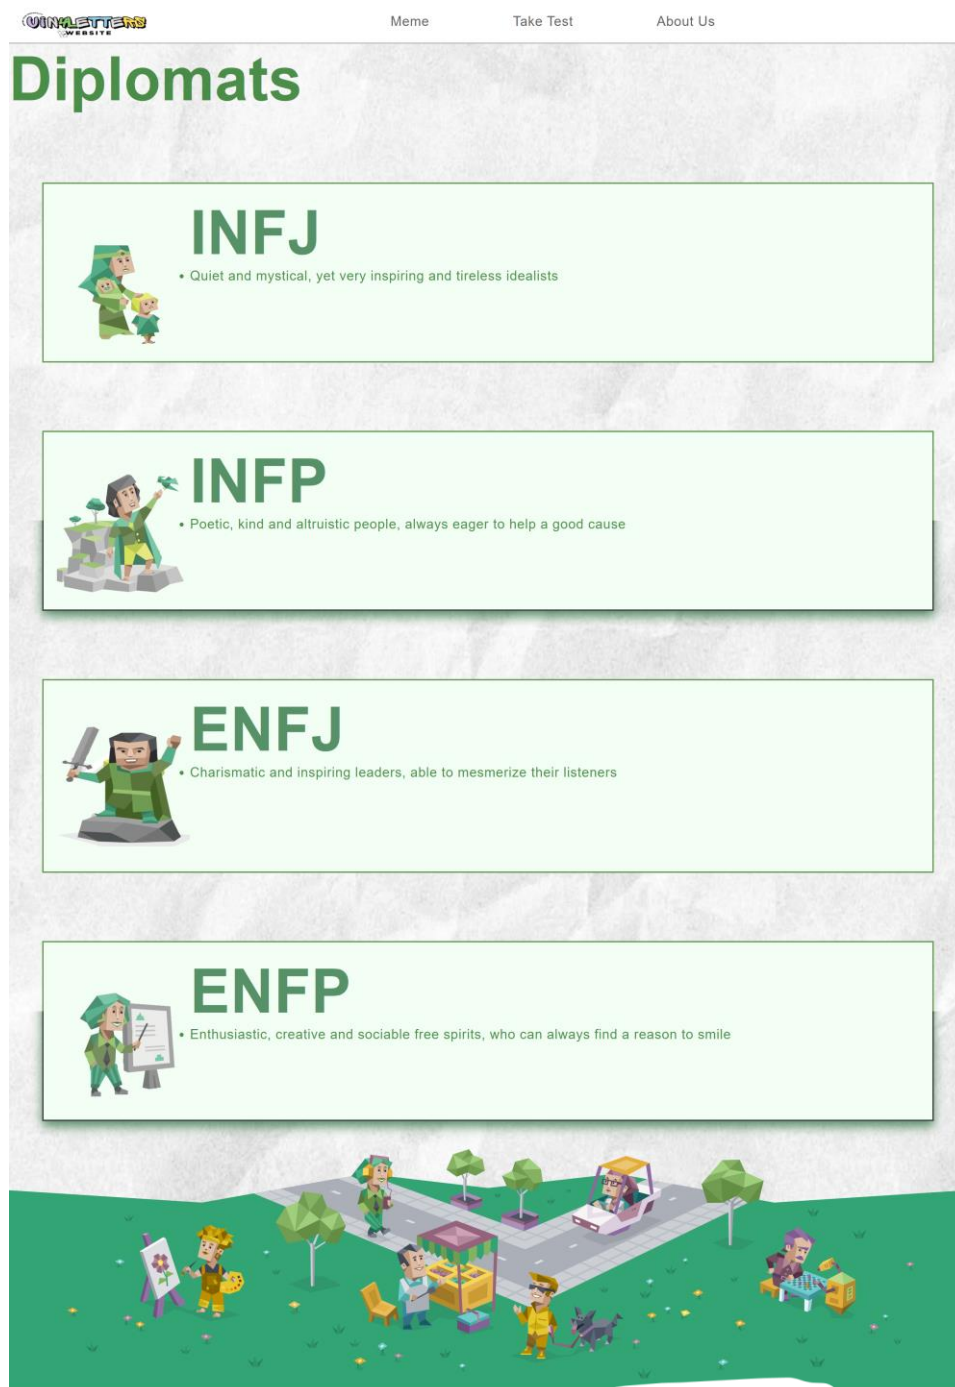 WEBSITE
Meme
Take Test
About Us
Diplomats
INFJ
• Quiet and mystical, yet very inspiring and tireless idealists
INFP
• Poetic, kind and altruistic people, always eager to help a good cause
ENFJ
• Charismatic and inspiring leaders, able to mesmerize their listeners
ENFP
• Enthusiastic, creative and sociable free spirits, who can always find a reason to smile